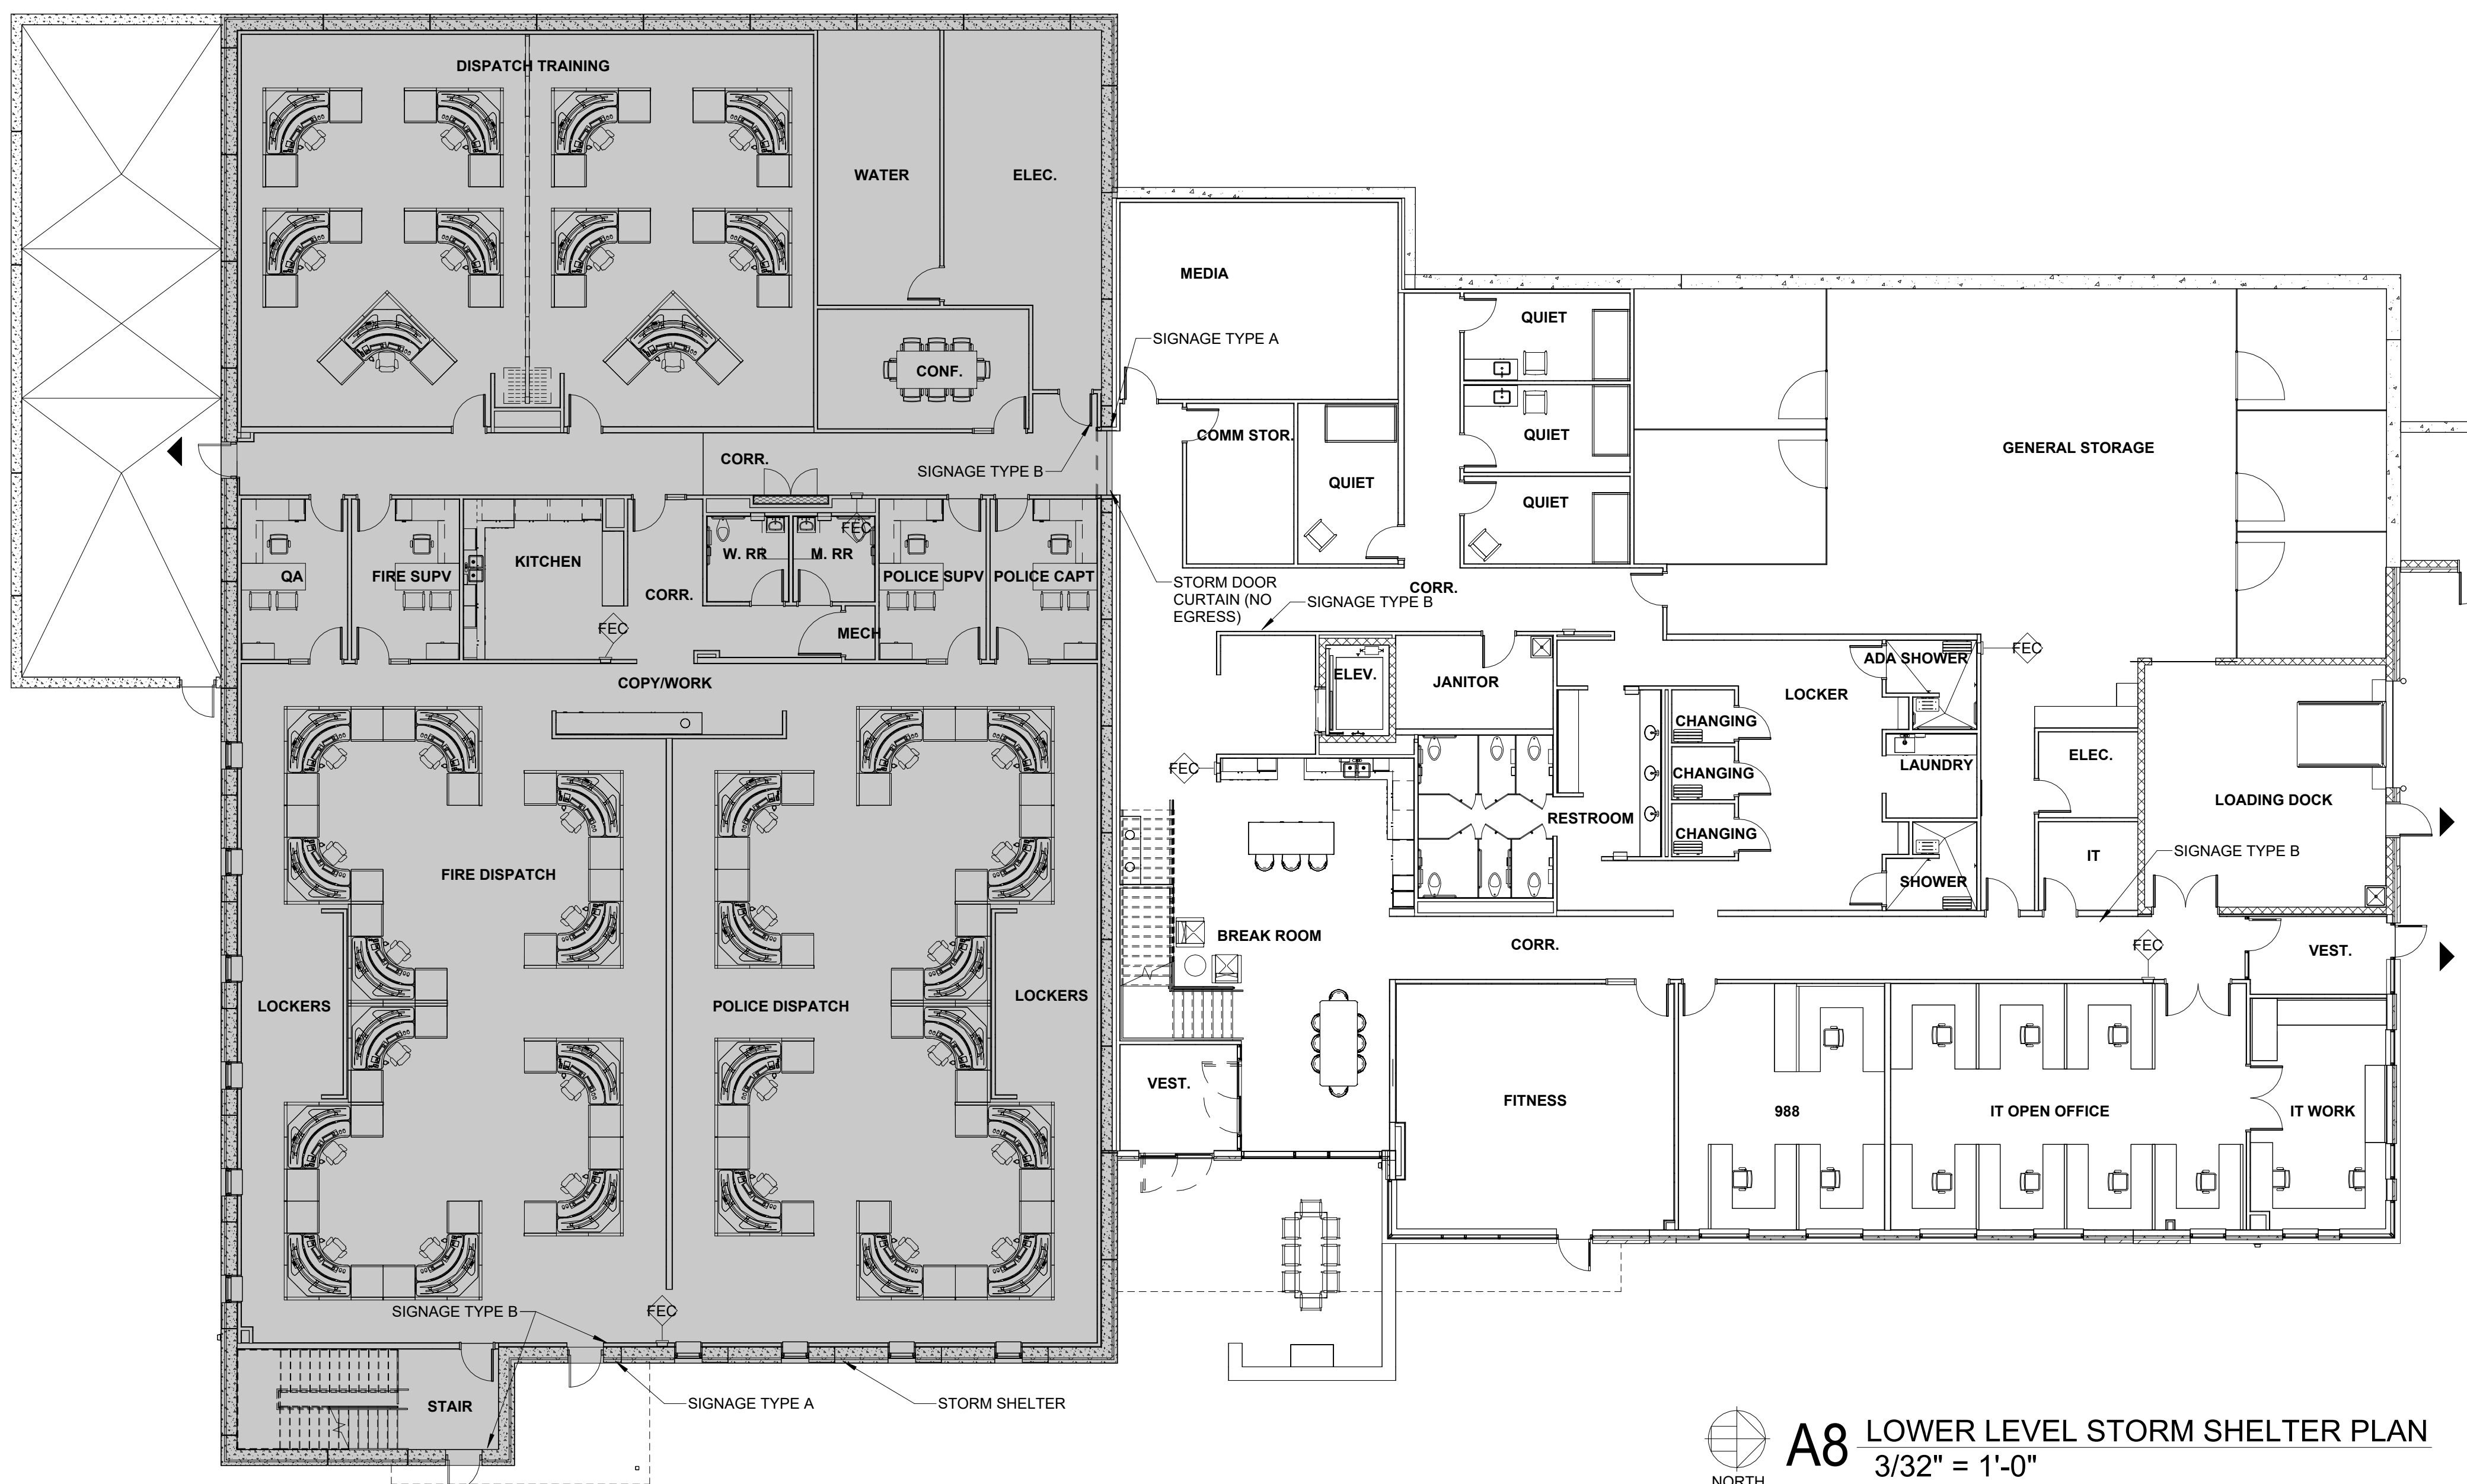 DISPATCH TRAINING
WATER
ELEC.
MEDIA
QUIET
SIGNAGE TYPE A
CONF.
COMM STOR.
QUIET
GENERAL STORAGE
CORR.
SIGNAGE TYPE B
QUIET
QUIET
FEC
W. RR
M. RR
KITCHEN
QA
FIRE SUPV
POLICE SUPV
POLICE CAPT
STORM DOOR
CURTAIN (NO
EGRESS)
SIGNAGE TYPE B
CORR.
CORR.
FEC
MECH
FEC
ADA SHOWER
ELEV.
JANITOR
COPY/WORK
LOCKER
CHANGING
ELEC.
FEC
CHANGING
LAUNDRY
LOADING DOCK
RESTROOM
CHANGING
IT
SIGNAGE TYPE B
FIRE DISPATCH
SHOWER
BREAK ROOM
CORR.
FEC
VEST.
LOCKERS
POLICE DISPATCH
LOCKERS
VEST.
FITNESS
988
IT OPEN OFFICE
IT WORK
SIGNAGE TYPE B
FEC
STAIR
SIGNAGE TYPE A
STORM SHELTER
NORTH
A8
LOWER LEVEL STORM SHELTER PLAN
3/32" = 1'-0"